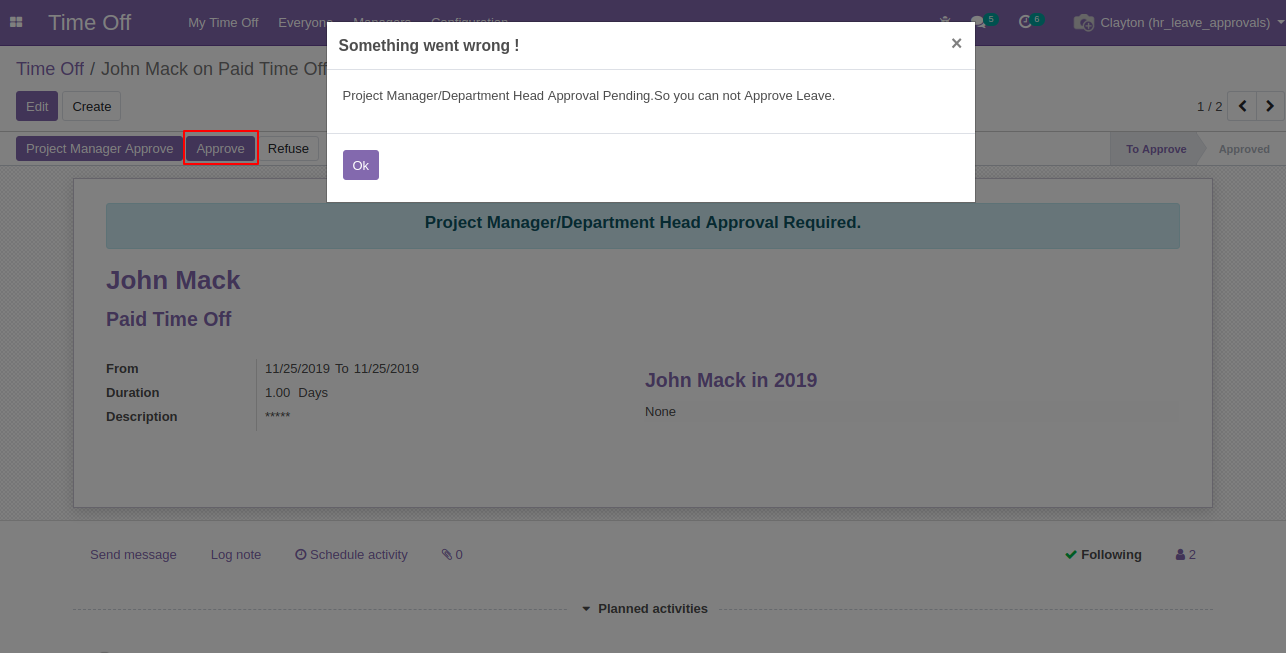 Time Off
My Time Off
Everyone
Managers
Configuration
5
6
Clayton (hr_leave_approvals)
Something went wrong !
×
Time Off / John Mack on Paid Time Off
Project Manager/Department Head Approval Pending.So you can not Approve Leave.
Edit
Create
1 / 2
Project Manager Approve
Approve
Refuse
Ok
To Approve
Approved
Project Manager/Department Head Approval Required.
John Mack
Paid Time Off
From
11/25/2019 To 11/25/2019
Duration
1.00 Days
Description
*****
John Mack in 2019
None
Send message
Log note
Schedule activity
0
Following
2
Planned activities